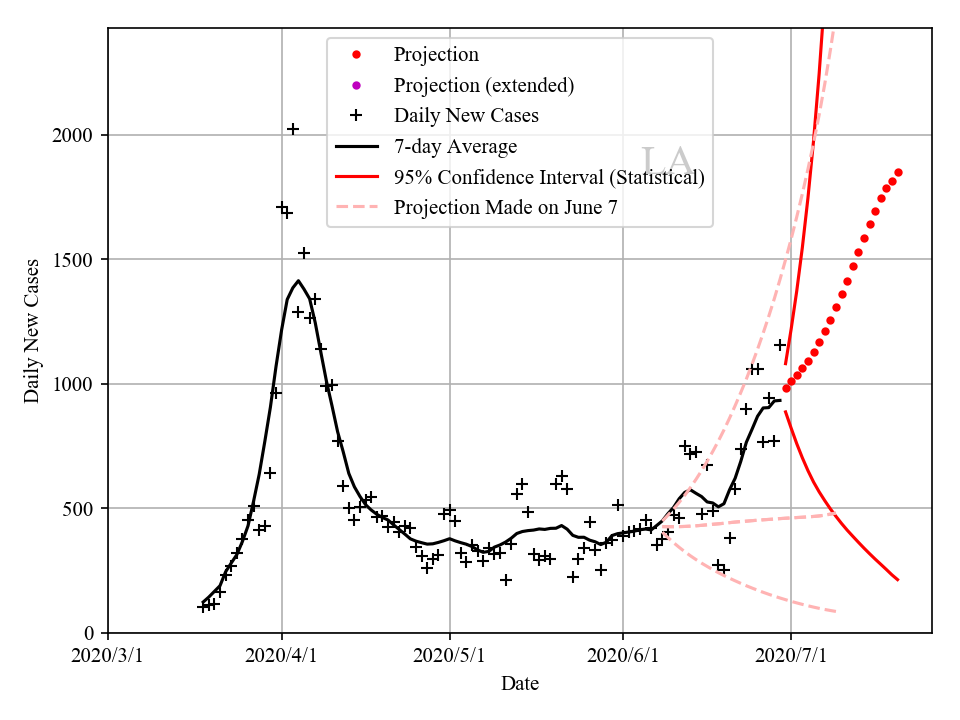 Projection
Projection (extended)
Daily New Cases
7-day Average
95% Confidence Interval (Statistical)
Projection Made on June 7
LA
2000
1500
1000
500
0
Daily New Cases
2020/3/1 2020/4/1 2020/5/1 2020/6/1 2020/7/1
Date